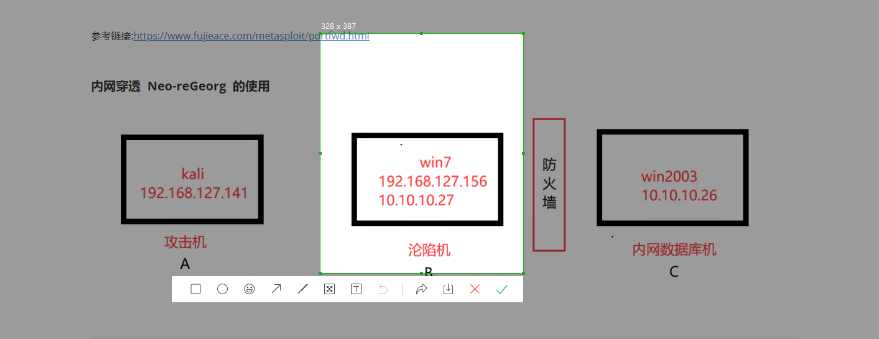 328 x 387
参考链接:https://www.fujieace.com/metasploit/portfwd.html
内网穿透 Neo-reGeorg 的使用
kali
192.168.127.141
攻击机
A
win7
192.168.127.156
10.10.10.27
沦陷机
B
防
火
墙
win2003
10.10.10.26
内网数据库机
C
T